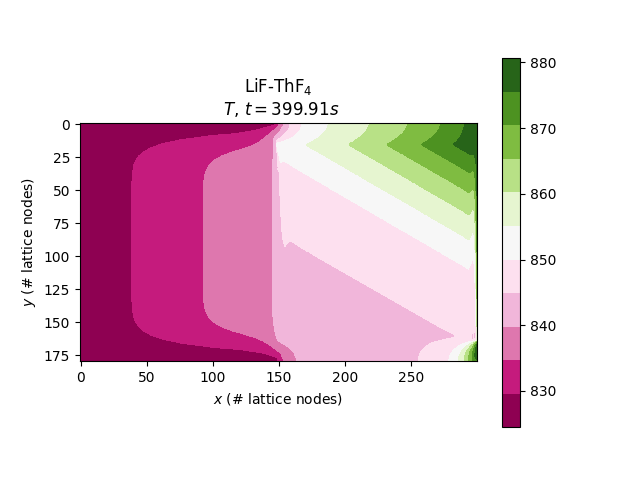 LiF-ThF₄
T, t = 399.91s
0
25
50
75
100
125
150
175
y (# lattice nodes)
0 50 100 150 200 250
x (# lattice nodes)
880
870
860
850
840
830